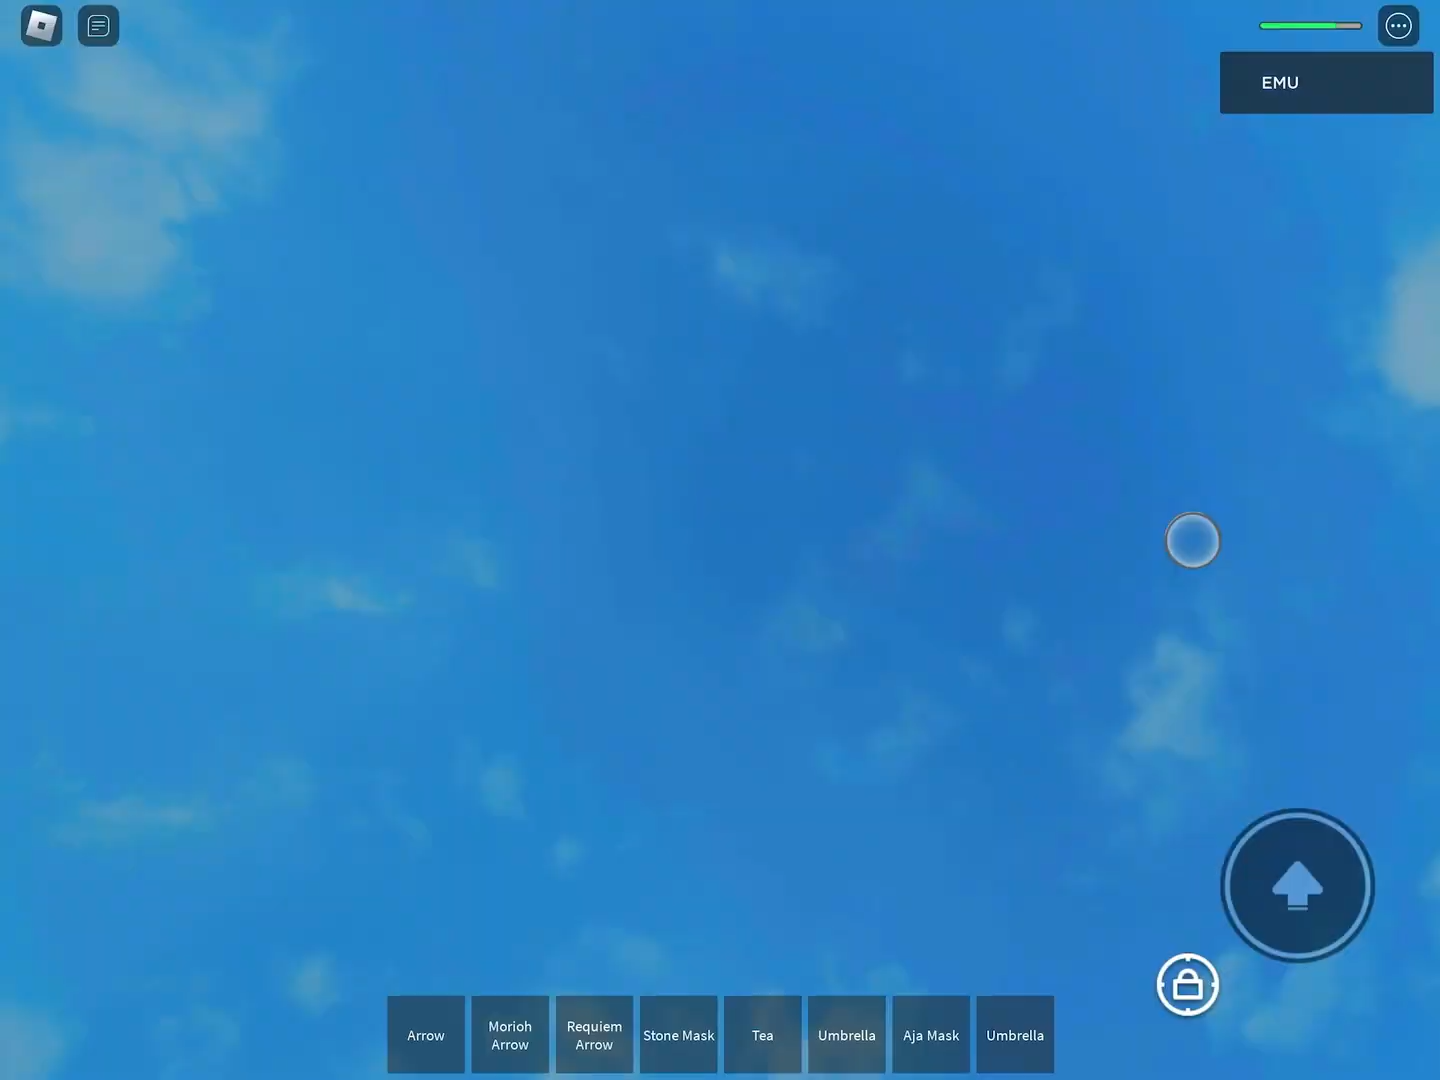 EMU
Arrow
Morioh
Arrow
Requiem
Arrow
Stone Mask
Tea
Umbrella
Aja Mask
Umbrella